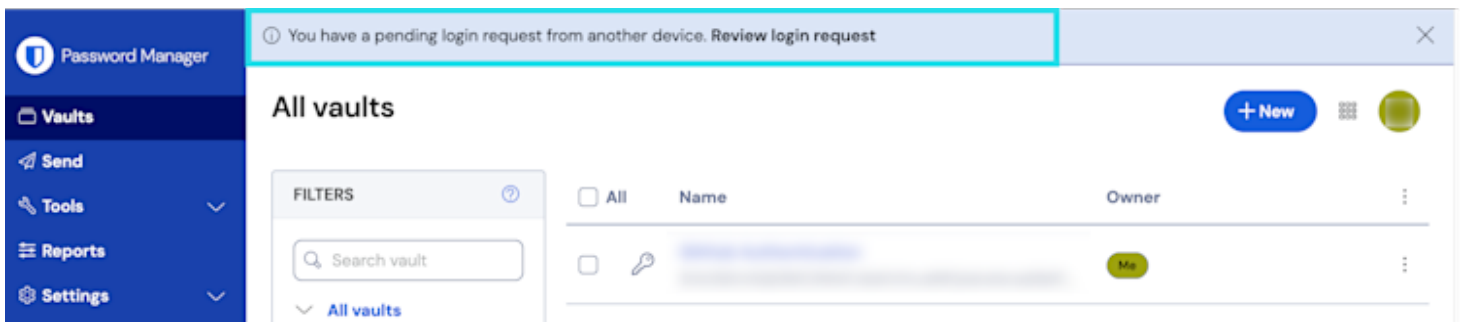 You have a pending login request from another device. Review login request
Password Manager
Vaults
Send
Tools
Reports
Settings
All vaults
New
FILTERS
Search vault
All vaults
All Name Owner
Me